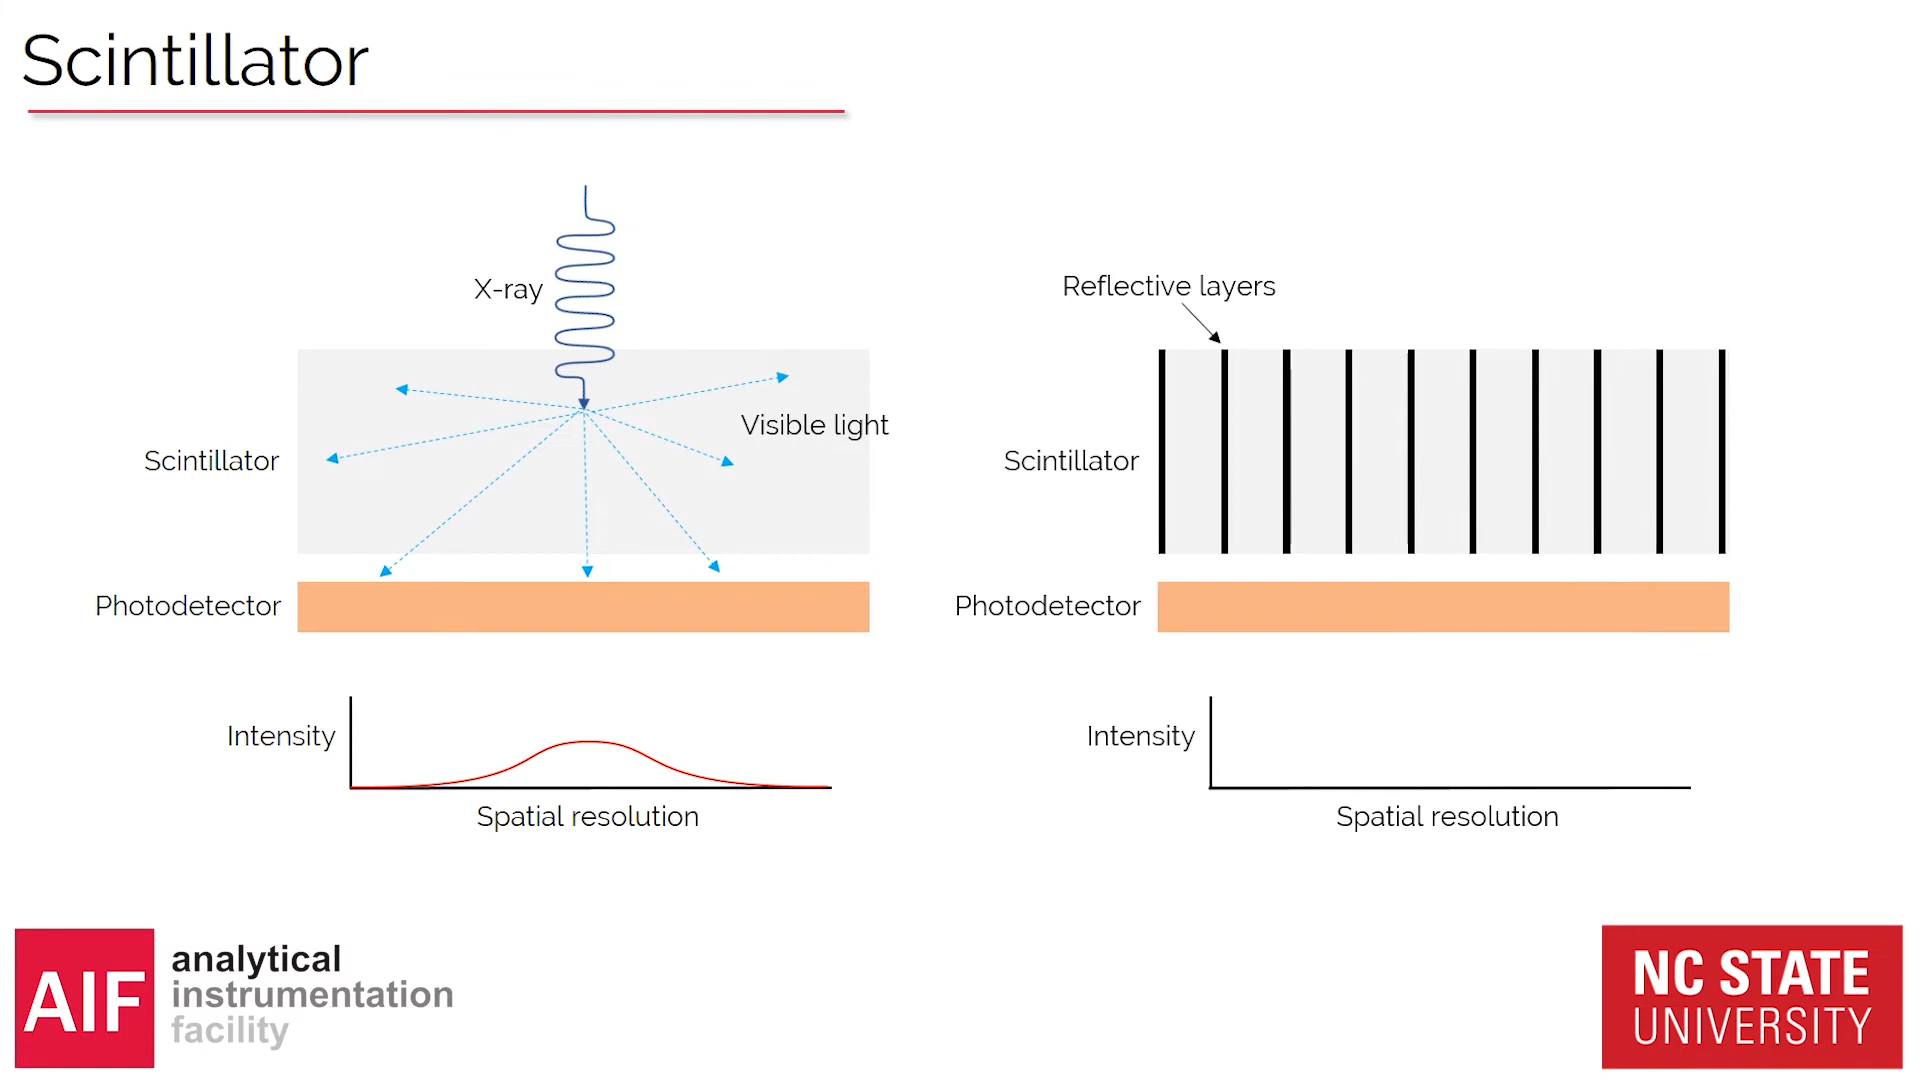 Scintillator
X-ray
Visible light
Scintillator
Photodetector
Intensity
Spatial resolution
Reflective layers
Scintillator
Photodetector
Intensity
Spatial resolution
AIF
analytical
instrumentation
facility
NC STATE
UNIVERSITY